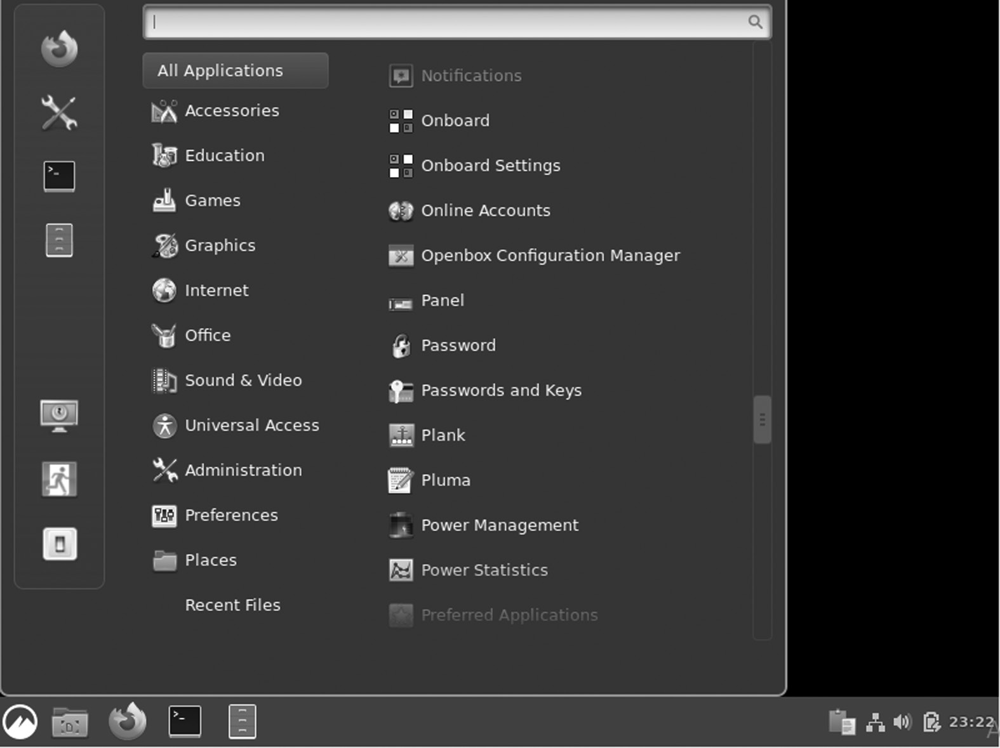 All Applications
Accessories
Education
Games
Graphics
Internet
Office
Sound & Video
Universal Access
Administration
Preferences
Places
Recent Files
Notifications
Onboard
Onboard Settings
Online Accounts
Openbox Configuration Manager
Panel
Password
Passwords and Keys
Plank
Pluma
Power Management
Power Statistics
Preferred Applications
23:22